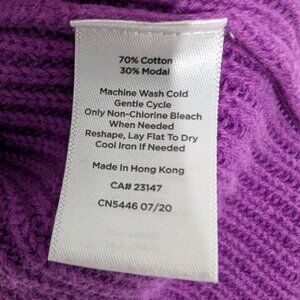 70% Cotton
30% Modal
Machine Wash Cold
Gentle Cycle
Only Non-Chlorine Bleach
When Needed
Reshape, Lay Flat To Dry
Cool Iron If Needed
Made In Hong Kong
CA# 23147
CN5446 07/20